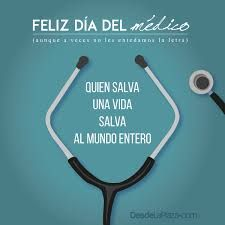 FELIZ DÍA DEL médico
(aunque a veces no les entedamos la letra)
QUIEN SALVA
UNA VIDA
SALVA
AL MUNDO ENTERO
DesdeLaPlaza.com